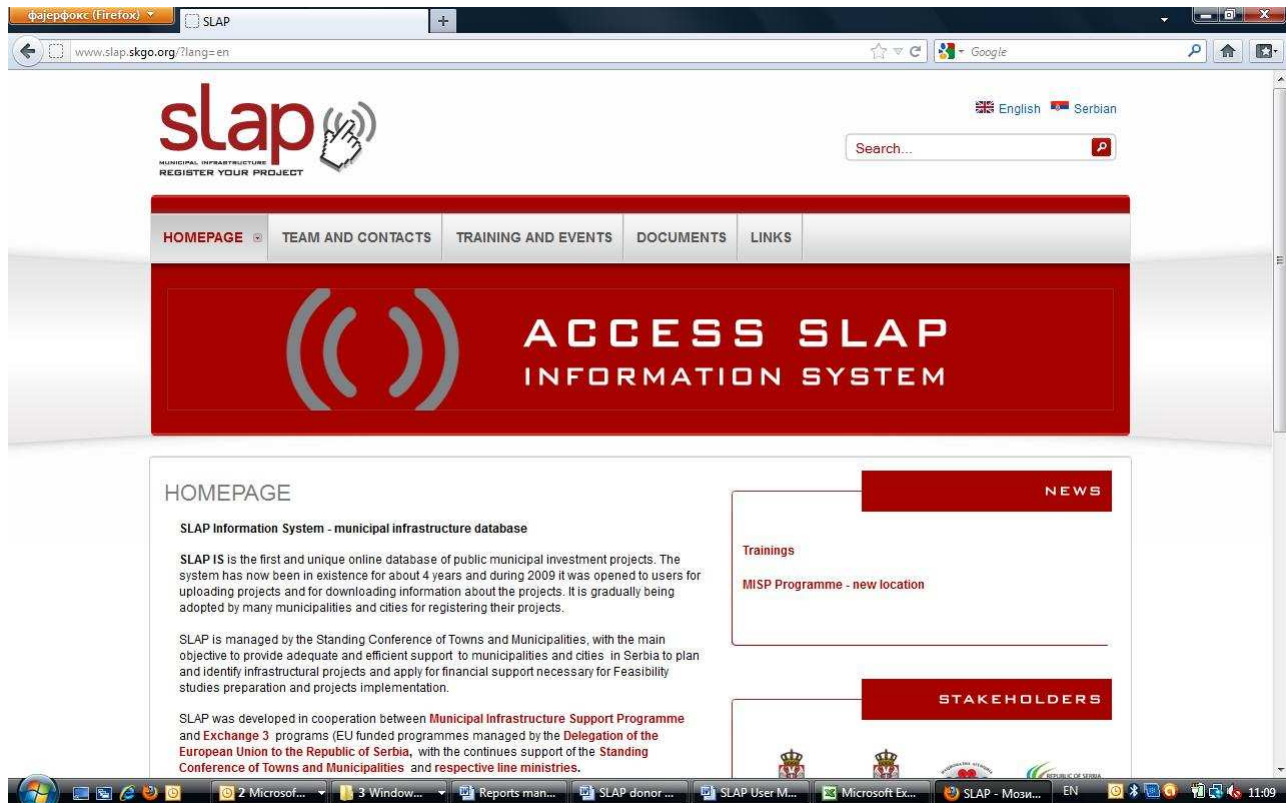 фајерфокс (Firefox)
SLAP
www.slap.skgo.org/?lang=en
Google
slap
MUNICIPAL INFRASTRUCTURE
REGISTER YOUR PROJECT
English Serbian
Search...
HOMEPAGE TEAM AND CONTACTS TRAINING AND EVENTS DOCUMENTS LINKS
ACCESS SLAP
INFORMATION SYSTEM
HOMEPAGE
SLAP Information System - municipal infrastructure database
SLAP IS is the first and unique online database of public municipal investment projects. The
system has now been in existence for about 4 years and during 2009 it was opened to users for
uploading projects and for downloading information about the projects. It is gradually being
adopted by many municipalities and cities for registering their projects.
SLAP is managed by the Standing Conference of Towns and Municipalities, with the main
objective to provide adequate and efficient support to municipalities and cities in Serbia to plan
and identify infrastructural projects and apply for financial support necessary for Feasibility
studies preparation and projects implementation.
SLAP was developed in cooperation between Municipal Infrastructure Support Programme
and Exchange 3 programs (EU funded programmes managed by the Delegation of the
European Union to the Republic of Serbia, with the continues support of the Standing
Conference of Towns and Municipalities and respective line ministries.
NEWS
Trainings
MISP Programme - new location
STAKEHOLDERS
REPUBLIC OF SERBIA
2 Microsof... 3 Window... Reports man... SLAP donor ... SLAP User M... Microsoft Ex... SLAP - Мози... EN 11:09